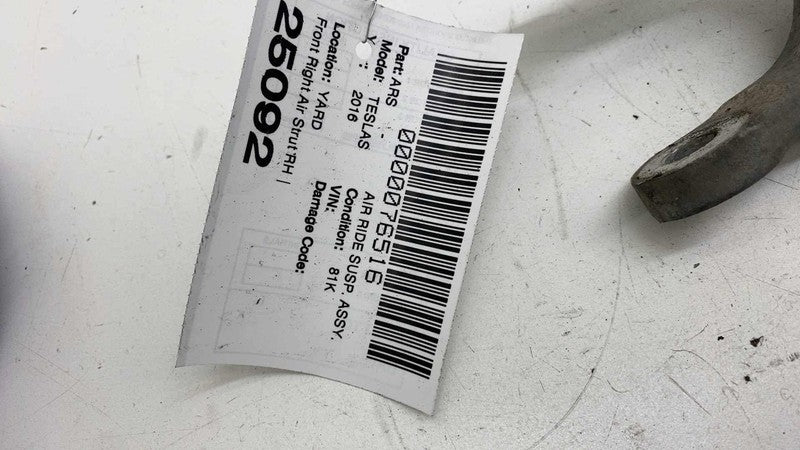 0000076516
Part: ARS - AIR RIDE SUSP. ASSY.
Model: TESLAS Condition: 81K
Y : 2016 VIN:
Damage Code:
Location: YARD
Front Right Air Strut RH |
25092